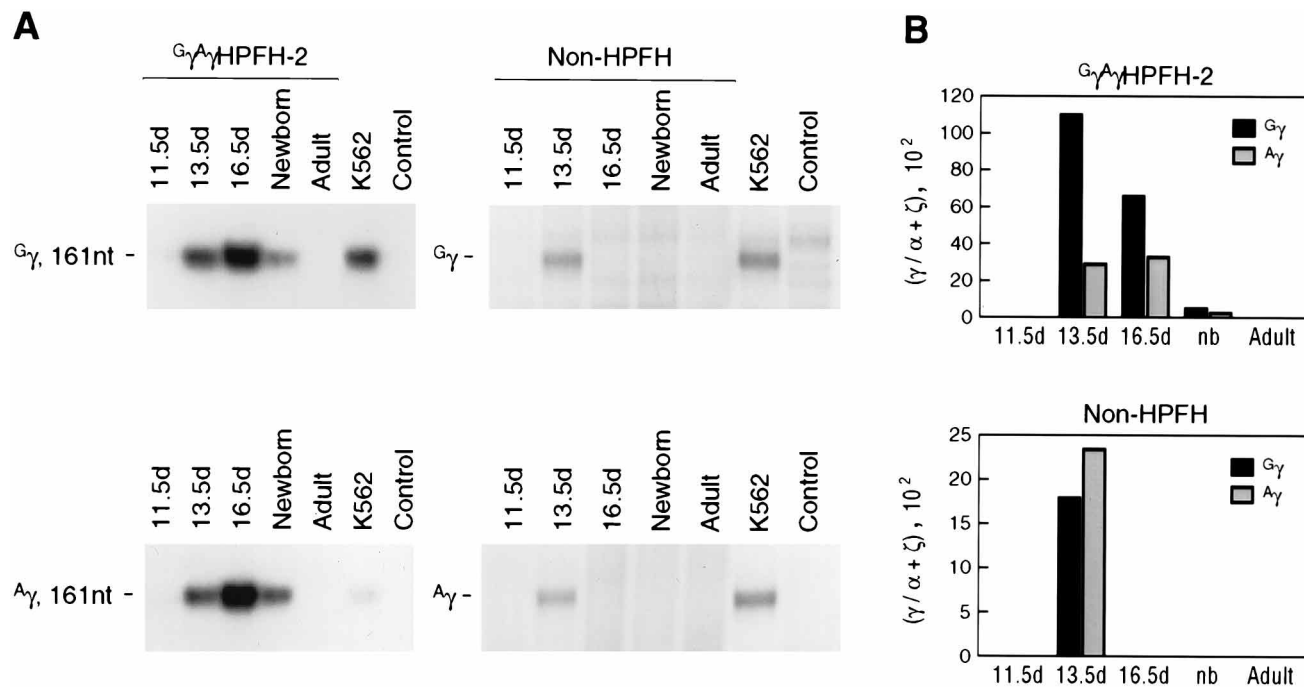 A
GγAγHPFH-2
11.5d 13.5d 16.5d Newborn Adult K562 Control
Gγ, 161nt -
Non-HPFH
11.5d 13.5d 16.5d Newborn Adult K562 Control
Gγ -
11.5d 13.5d 16.5d Newborn Adult K562 Control
Aγ, 161nt -
11.5d 13.5d 16.5d Newborn Adult K562 Control
Aγ -
B
GγAγHPFH-2
(γ / α + ζ), 10²
120
100
80
60
40
20
0
Gγ
Aγ
11.5d 13.5d 16.5d nb Adult
Non-HPFH
(γ / α + ζ), 10²
25
20
15
10
5
0
Gγ
Aγ
11.5d 13.5d 16.5d nb Adult